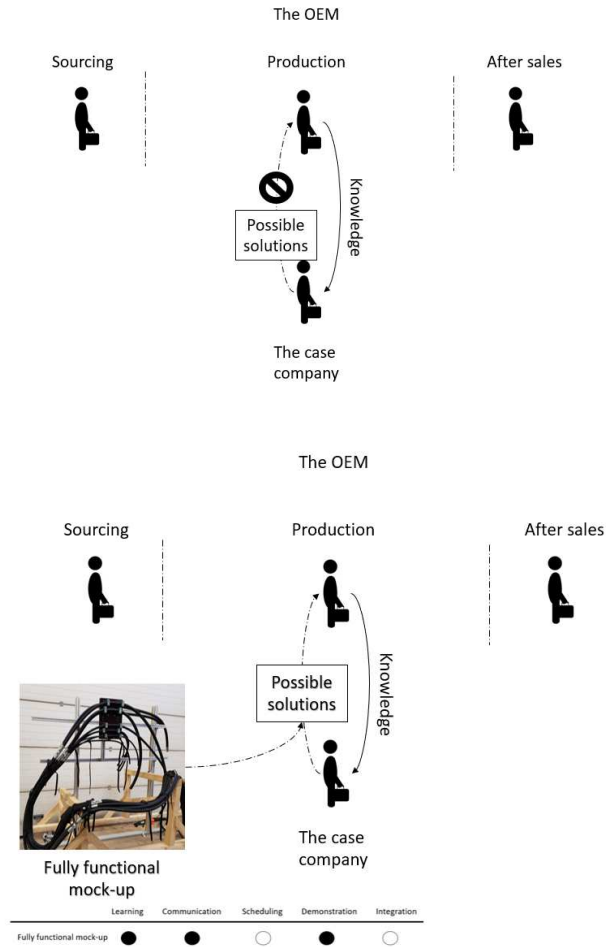 The OEM
Sourcing
Production
After sales
Knowledge
Possible
solutions
The case
company
The OEM
Sourcing
Production
After sales
Knowledge
Possible
solutions
The case
company
Fully functional
mock-up
Learning Communication Scheduling Demonstration Integration
Fully functional mock-up